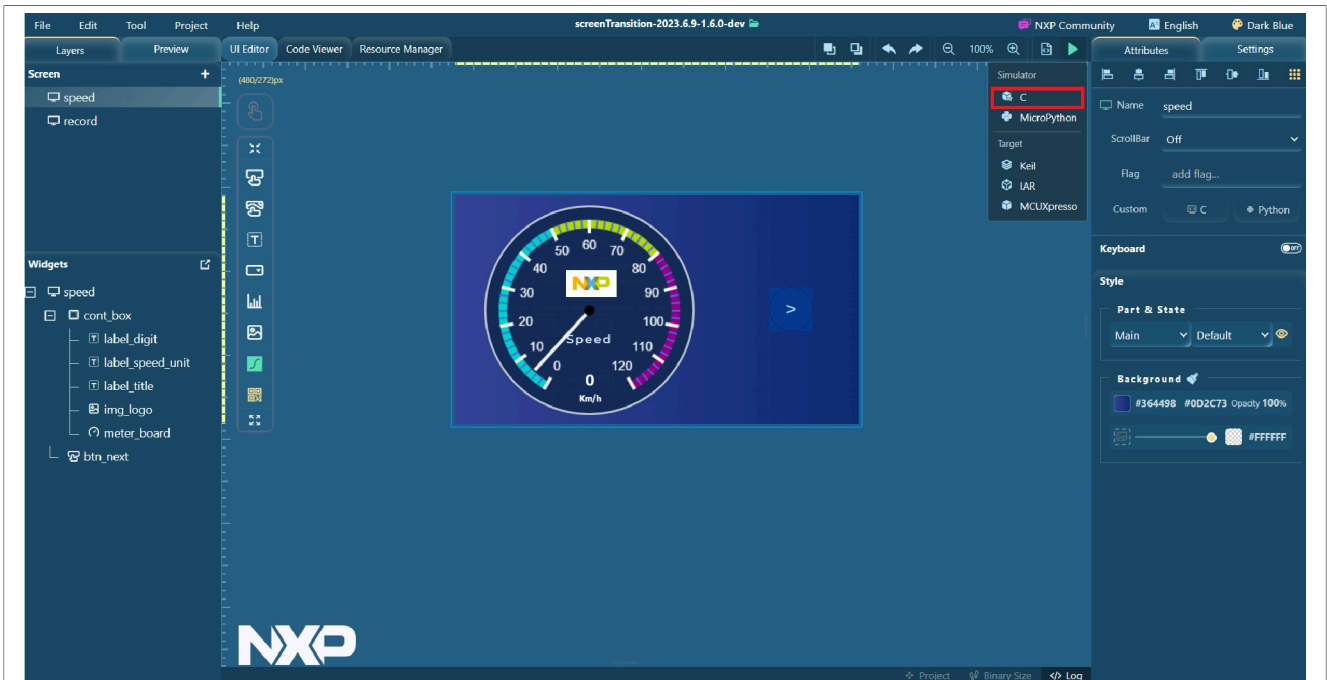 File Edit Tool Project Help screenTransition-2023.6.9-1.6.0-dev NXP Community English Dark Blue
Layers Preview UI Editor Code Viewer Resource Manager 100% Attributes Settings
Screen +
speed
record
(480/272)px
Simulator
C
MicroPython
Target
Keil
IAR
MCUXpresso
Name speed
ScrollBar Off
Flag add flag...
Custom C Python
Keyboard OFF
Style
Part & State
Main Default
Background
#364498 #0D2C73 Opacity 100%
#FFFFFF
Widgets
speed
cont_box
label_digit
label_speed_unit
label_title
img_logo
meter_board
btn_next
50 60 70
40 80
NXP
30 90
20 100
Speed
10 110
0 120
0
Km/h
>
NXP
Project Binary Size </> Log